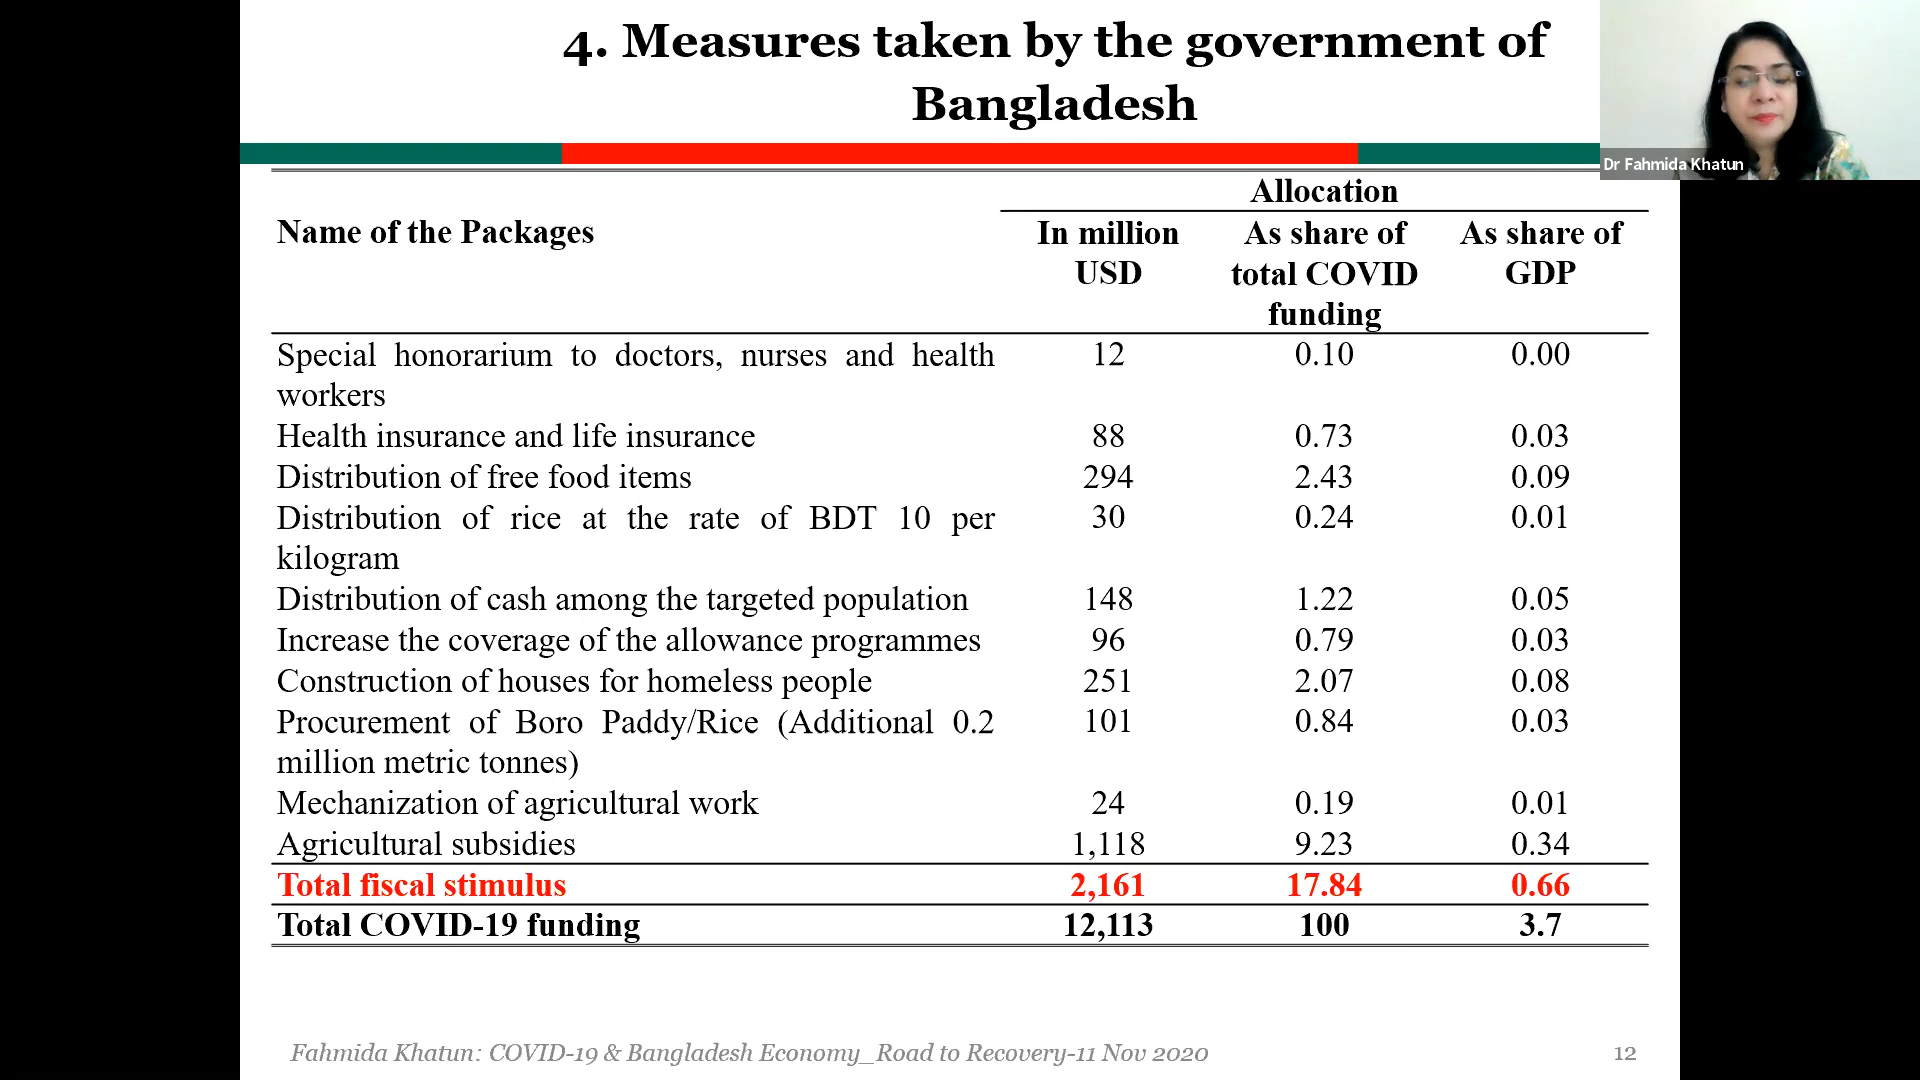 4. Measures taken by the government of
Bangladesh
Dr Fahmida Khatun
Allocation
Name of the Packages
In million USD
As share of total COVID funding
As share of GDP
Special honorarium to doctors, nurses and health workers 12 0.10 0.00
Health insurance and life insurance 88 0.73 0.03
Distribution of free food items 294 2.43 0.09
Distribution of rice at the rate of BDT 10 per kilogram 30 0.24 0.01
Distribution of cash among the targeted population 148 1.22 0.05
Increase the coverage of the allowance programmes 96 0.79 0.03
Construction of houses for homeless people 251 2.07 0.08
Procurement of Boro Paddy/Rice (Additional 0.2 million metric tonnes) 101 0.84 0.03
Mechanization of agricultural work 24 0.19 0.01
Agricultural subsidies 1,118 9.23 0.34
Total fiscal stimulus 2,161 17.84 0.66
Total COVID-19 funding 12,113 100 3.7
Fahmida Khatun: COVID-19 & Bangladesh Economy_Road to Recovery-11 Nov 2020
12